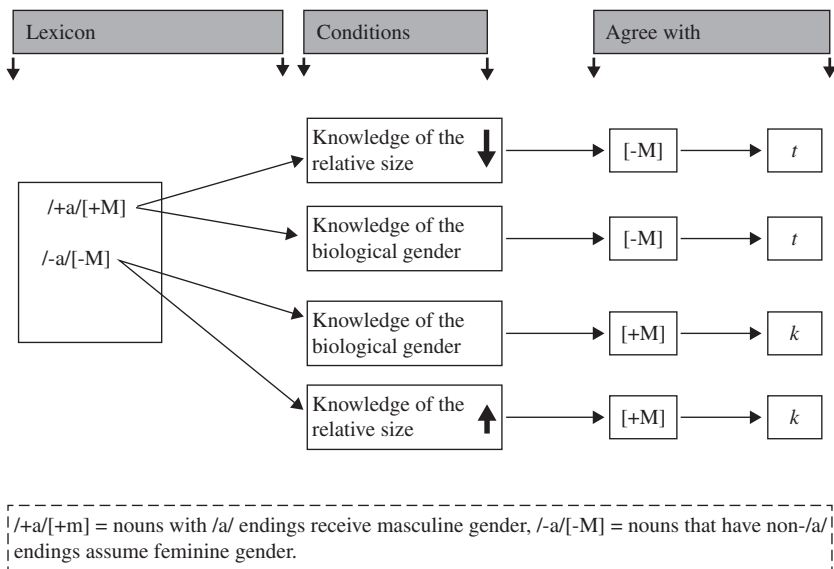 Lexicon
Conditions
Agree with
Knowledge of the
relative size
[-M]
t
/+a/[+M]
Knowledge of the
biological gender
[-M]
t
/-a/[-M]
Knowledge of the
biological gender
[+M]
k
Knowledge of the
relative size
[+M]
k
/+a/[+m] = nouns with /a/ endings receive masculine gender, /-a/[-M] = nouns that have non-/a/
endings assume feminine gender.